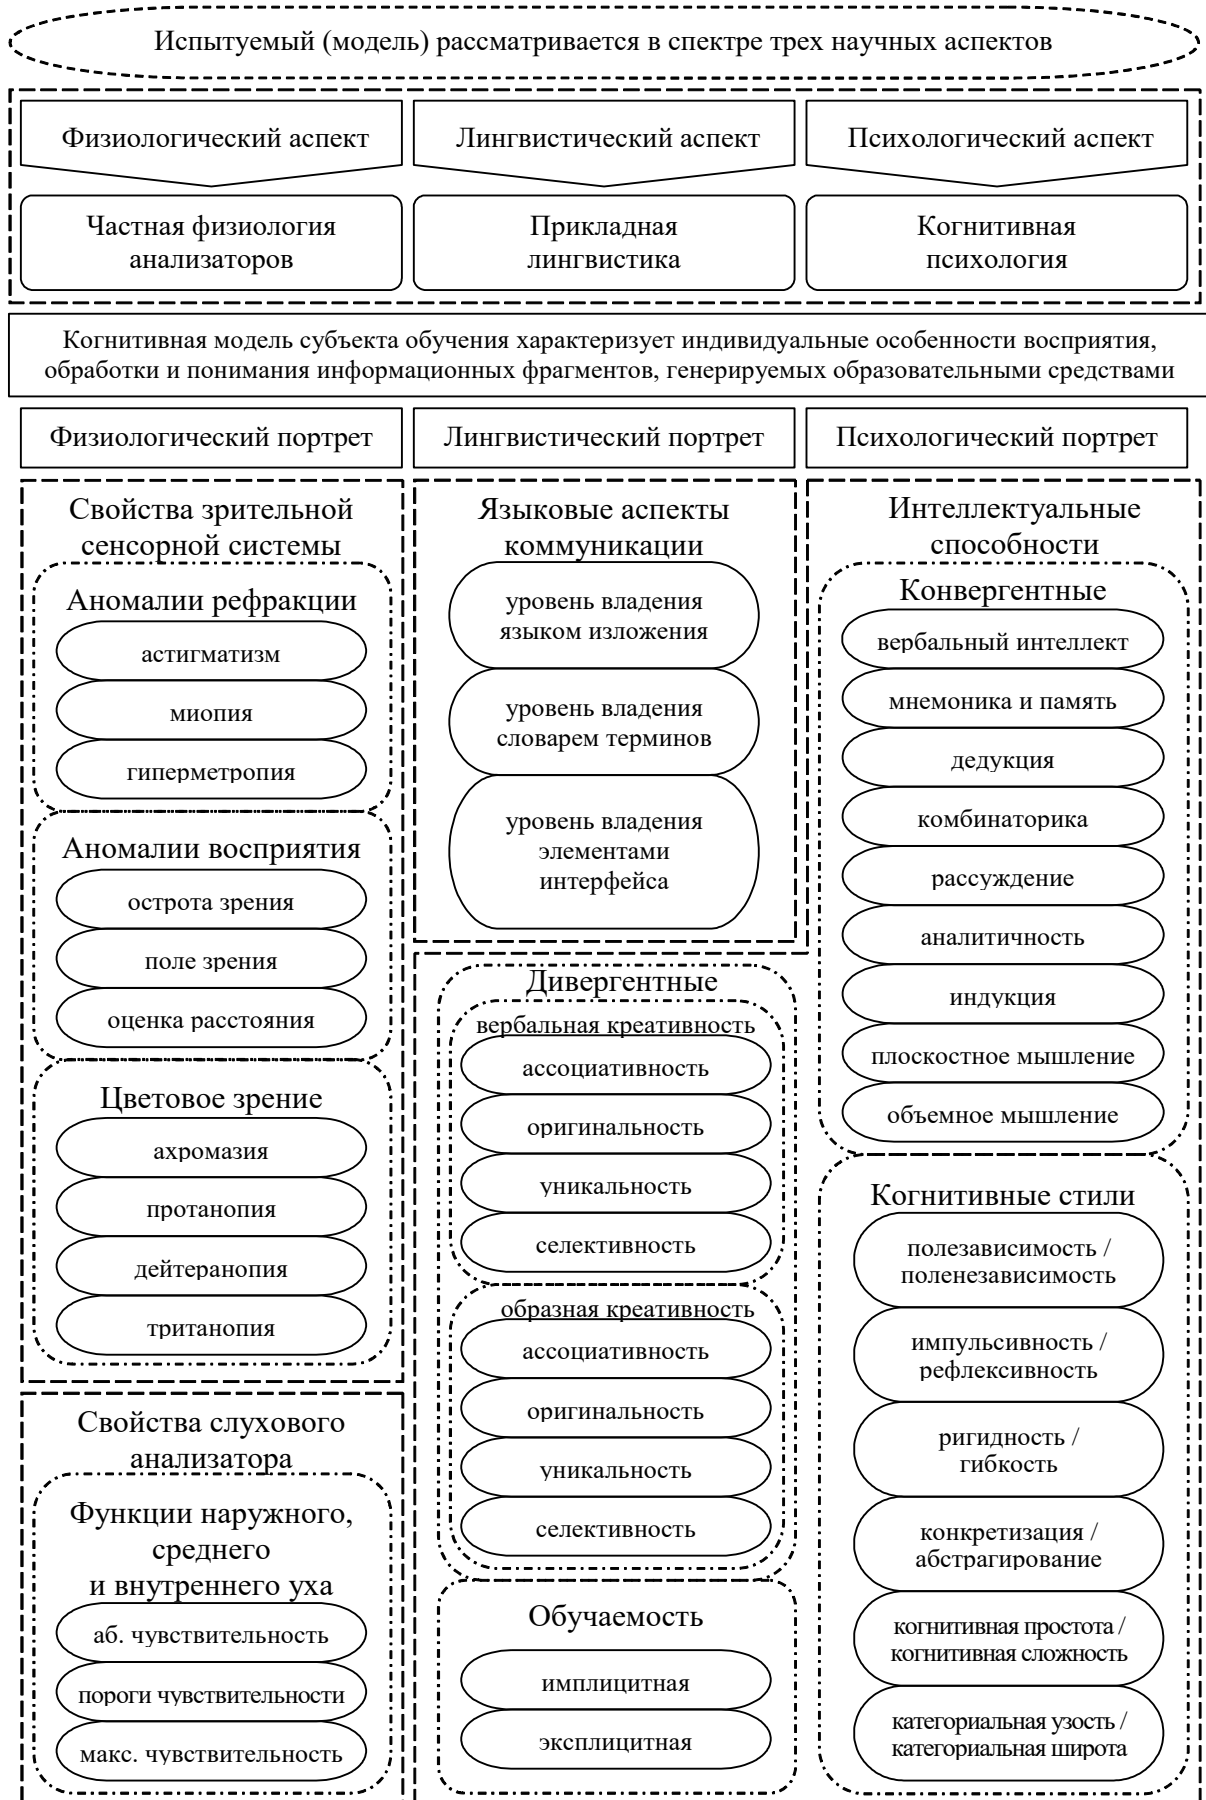 Испытуемый (модель) рассматривается в спектре трех научных аспектов
Физиологический аспект
Лингвистический аспект
Психологический аспект
Частная физиология
анализаторов
Прикладная
лингвистика
Когнитивная
психология
Когнитивная модель субъекта обучения характеризует индивидуальные особенности восприятия,
обработки и понимания информационных фрагментов, генерируемых образовательными средствами
Физиологический портрет
Лингвистический портрет
Психологический портрет
Свойства зрительной
сенсорной системы
Аномалии рефракции
астигматизм
миопия
гиперметропия
Аномалии восприятия
острота зрения
поле зрения
оценка расстояния
Цветовое зрение
ахромазия
протанопия
дейтеранопия
тританопия
Свойства слухового
анализатора
Функции наружного,
среднего
и внутреннего уха
аб. чувствительность
пороги чувствительности
макс. чувствительность
Языковые аспекты
коммуникации
уровень владения
языком изложения
уровень владения
словарем терминов
уровень владения
элементами
интерфейса
Дивергентные
вербальная креативность
ассоциативность
оригинальность
уникальность
селективность
образная креативность
ассоциативность
оригинальность
уникальность
селективность
Обучаемость
имплицитная
эксплицитная
Интеллектуальные
способности
Конвергентные
вербальный интеллект
мнемоника и память
дедукция
комбинаторика
рассуждение
аналитичность
индукция
плоскостное мышление
объемное мышление
Когнитивные стили
полезависимость /
поленезависимость
импульсивность /
рефлексивность
ригидность /
гибкость
конкретизация /
абстрагирование
когнитивная простота /
когнитивная сложность
категориальная узость /
категориальная широта